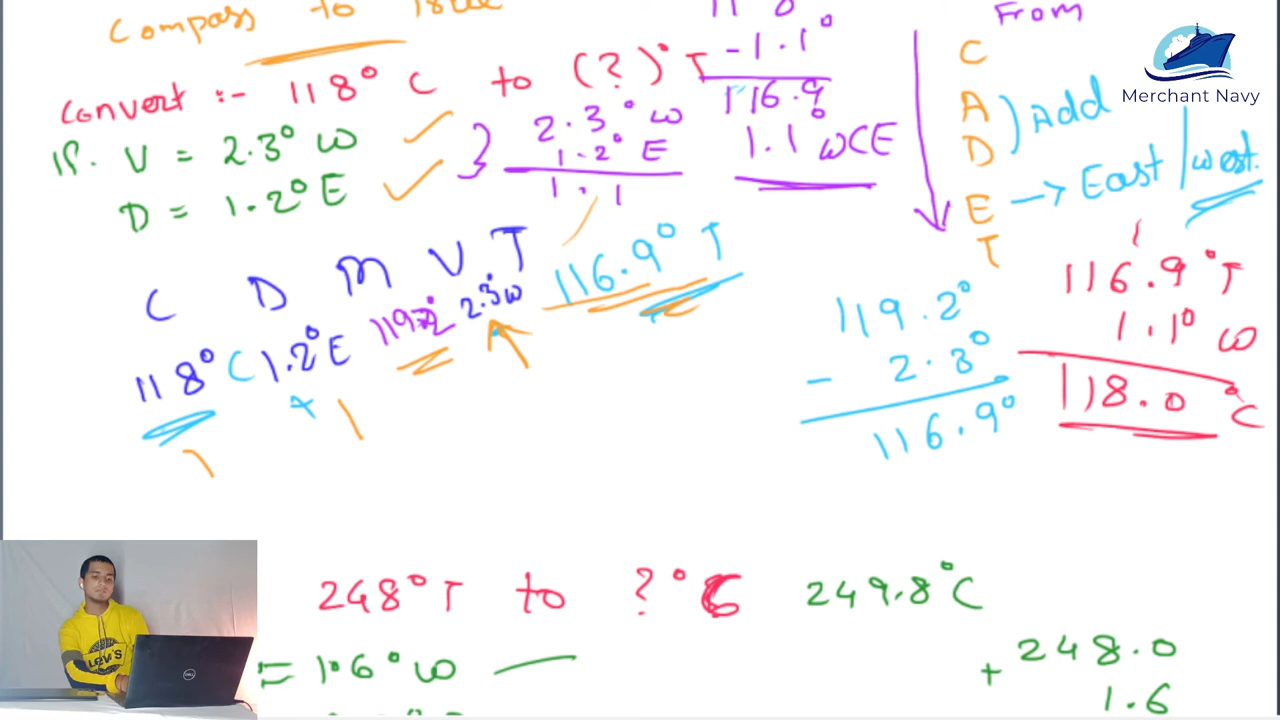 Compass to
From
Convert :- 118° C to (?)° T
If. V = 2.3° W
D = 1.2° E
2.3° W
1.2° E
1.1
- 1.1°
116.9°
1.1 WCE
C
A
D
E
T
Add
→ East / West.
C D M V T
118° C 1.2° E 119.2° 2.3° W 116.9° T
+
119.2°
- 2.3°
116.9°
116.9° T
1.1° W
118.0 °C
248° T to ? ° C 249.8° C
= 1.6° W
248.0
+ 1.6
Merchant Navy
LEVI'S
DELL